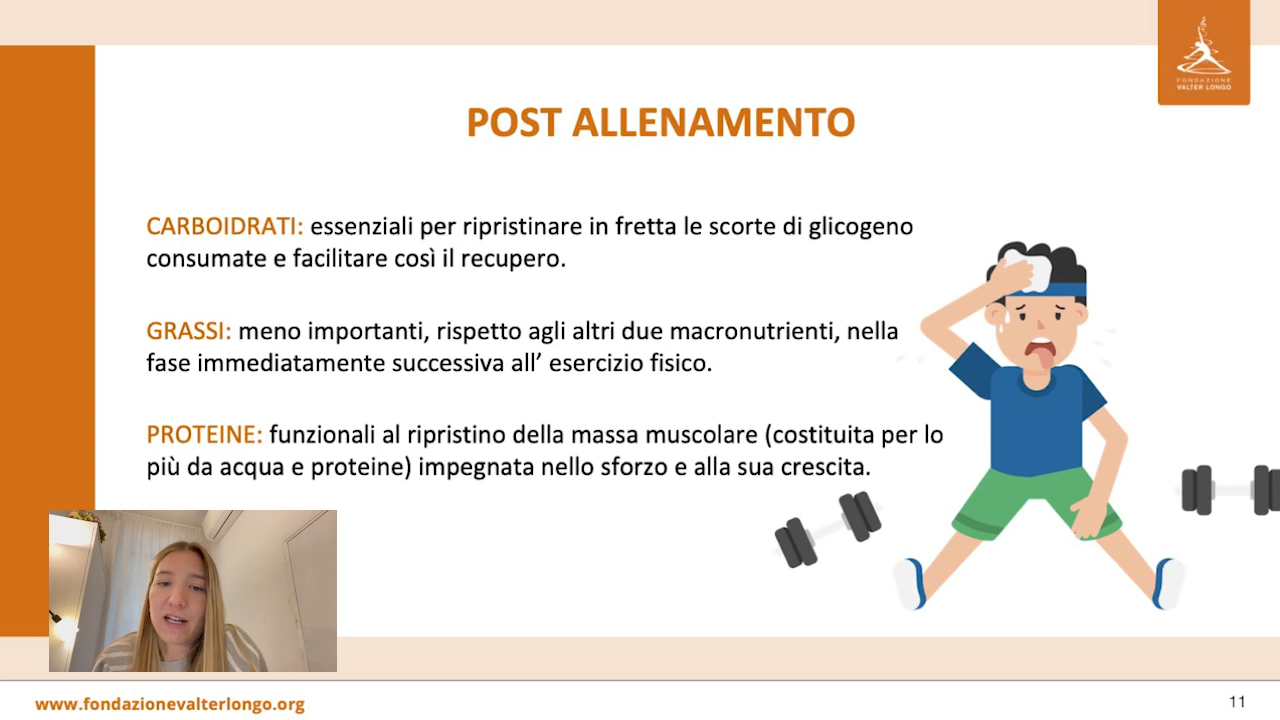 FONDAZIONE
VALTER LONGO
POST ALLENAMENTO
CARBOIDRATI: essenziali per ripristinare in fretta le scorte di glicogeno
consumate e facilitare così il recupero.
GRASSI: meno importanti, rispetto agli altri due macronutrienti, nella
fase immediatamente successiva all’ esercizio fisico.
PROTEINE: funzionali al ripristino della massa muscolare (costituita per lo
più da acqua e proteine) impegnata nello sforzo e alla sua crescita.
www.fondazionevalterlongo.org
11